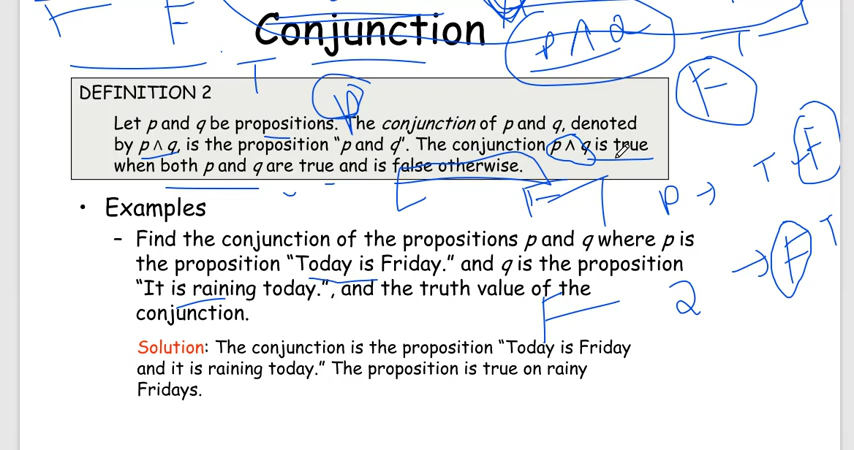 F F
Conjunction
p ∧ q
T
T
F
DEFINITION 2
p
Let p and q be propositions. The conjunction of p and q, denoted
by p ∧ q, is the proposition “p and q”. The conjunction p ∧ q is true
when both p and q are true and is false otherwise.
F T
p → T F
• Examples
– Find the conjunction of the propositions p and q where p is
the proposition “Today is Friday.” and q is the proposition
“It is raining today.”, and the truth value of the
conjunction.
F
2 → F T
Solution: The conjunction is the proposition “Today is Friday
and it is raining today.” The proposition is true on rainy
Fridays.